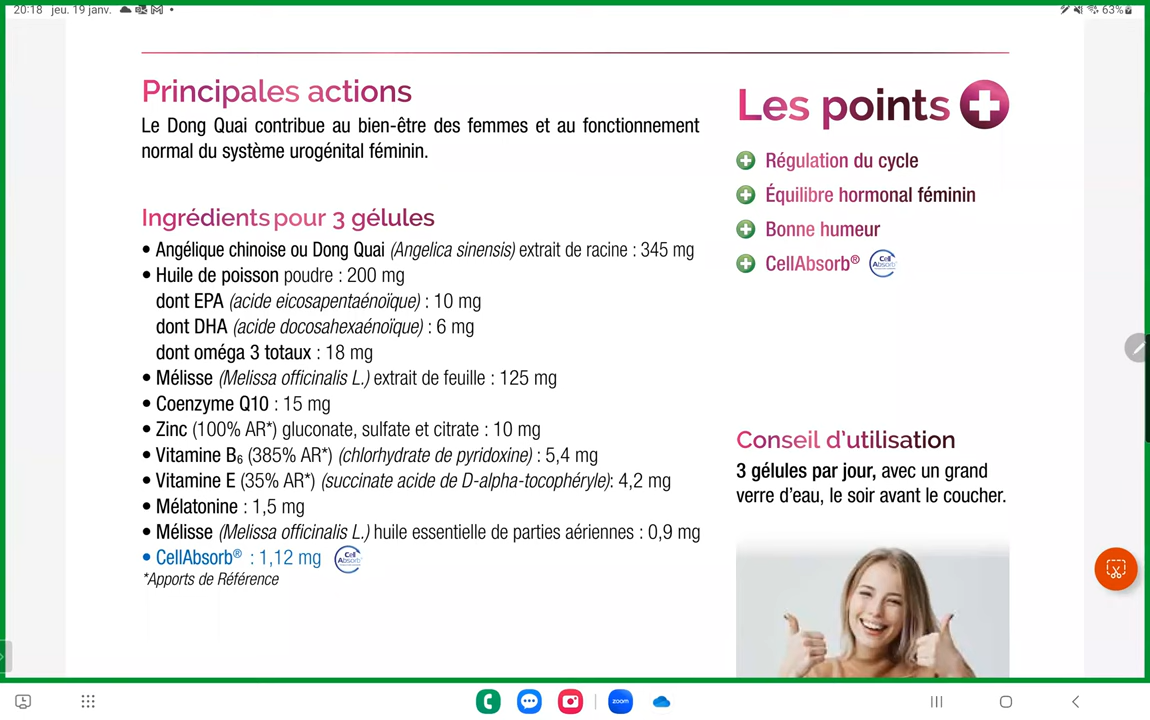 20:18 jeu. 19 janv.
63%
Principales actions
Le Dong Quai contribue au bien-être des femmes et au fonctionnement
normal du système urogénital féminin.
Ingrédients pour 3 gélules
• Angélique chinoise ou Dong Quai (Angelica sinensis) extrait de racine : 345 mg
• Huile de poisson poudre : 200 mg
dont EPA (acide eicosapentaénoïque) : 10 mg
dont DHA (acide docosahexaénoïque) : 6 mg
dont oméga 3 totaux : 18 mg
• Mélisse (Melissa officinalis L.) extrait de feuille : 125 mg
• Coenzyme Q10 : 15 mg
• Zinc (100% AR*) gluconate, sulfate et citrate : 10 mg
• Vitamine B₆ (385% AR*) (chlorhydrate de pyridoxine) : 5,4 mg
• Vitamine E (35% AR*) (succinate acide de D-alpha-tocophéryle): 4,2 mg
• Mélatonine : 1,5 mg
• Mélisse (Melissa officinalis L.) huile essentielle de parties aériennes : 0,9 mg
• CellAbsorb® : 1,12 mg Cell Absorb
*Apports de Référence
Les points +
Régulation du cycle
Équilibre hormonal féminin
Bonne humeur
CellAbsorb® Cell Absorb
Conseil d'utilisation
3 gélules par jour, avec un grand
verre d'eau, le soir avant le coucher.
zoom